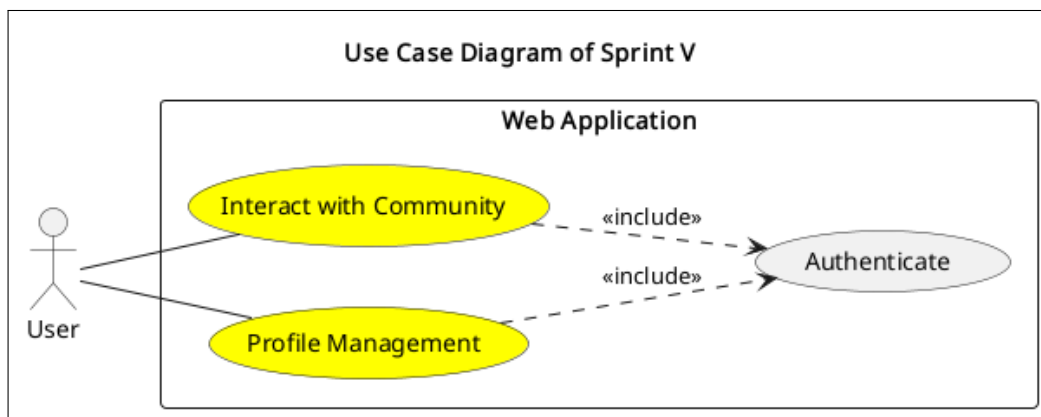 Use Case Diagram of Sprint V
Web Application
Interact with Community
«include»
Authenticate
«include»
User
Profile Management